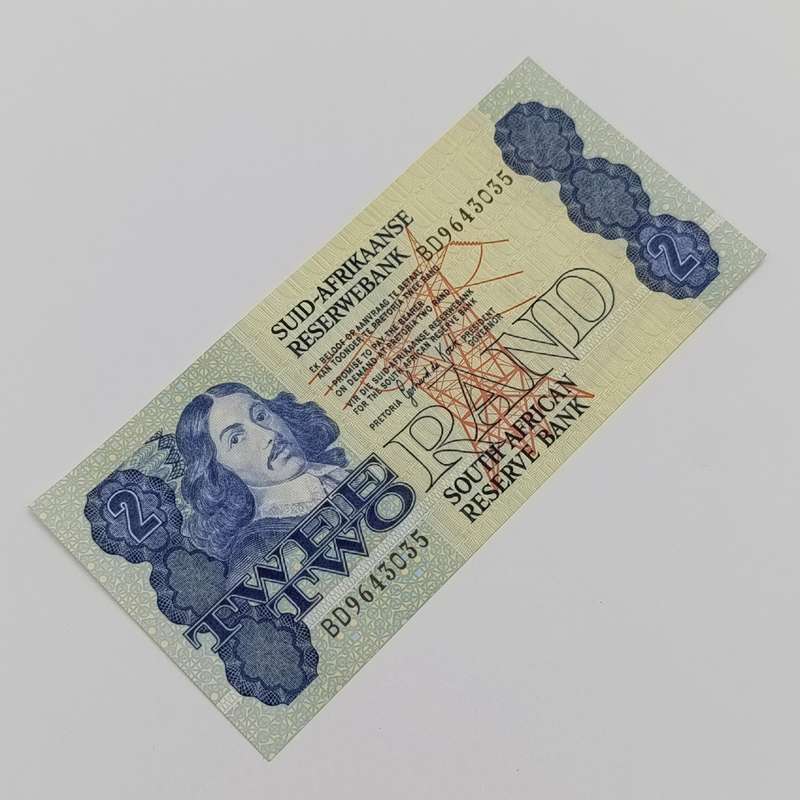 2
SUID-AFRIKAANSE
RESERWEBANK
BD9643035
EK BELOOF OP AANVRAAG TE BETAAL
AAN TOONDER TE PRETORIA TWEE RAND
I PROMISE TO PAY THE BEARER
ON DEMAND AT PRETORIA TWO RAND
VIR DIE SUID-AFRIKAANSE RESERWEBANK
FOR THE SOUTH AFRICAN RESERVE BANK
PRETORIA
PRESIDENT
GOVERNOR
TWEE
TWO
RAND
SOUTH AFRICAN
RESERVE BANK
BD9643035
2